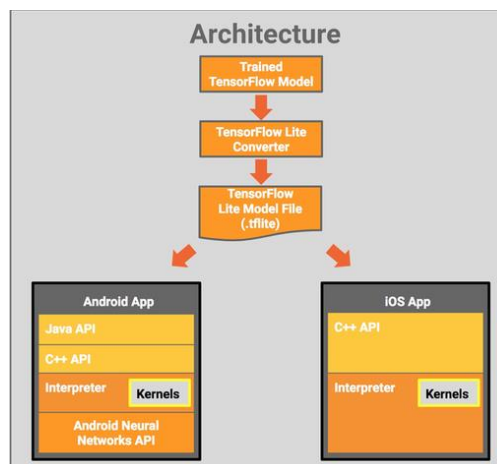 Architecture
Trained
TensorFlow Model
TensorFlow Lite
Converter
TensorFlow
Lite Model File
(.tflite)
Android App
Java API
C++ API
Interpreter
Kernels
Android Neural
Networks API
iOS App
C++ API
Interpreter
Kernels